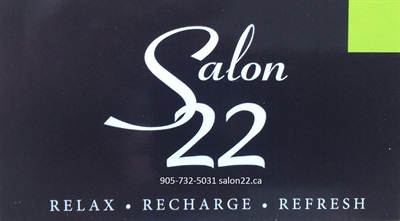 Salon
22
905-732-5031 salon22.ca
RELAX • RECHARGE • REFRESH